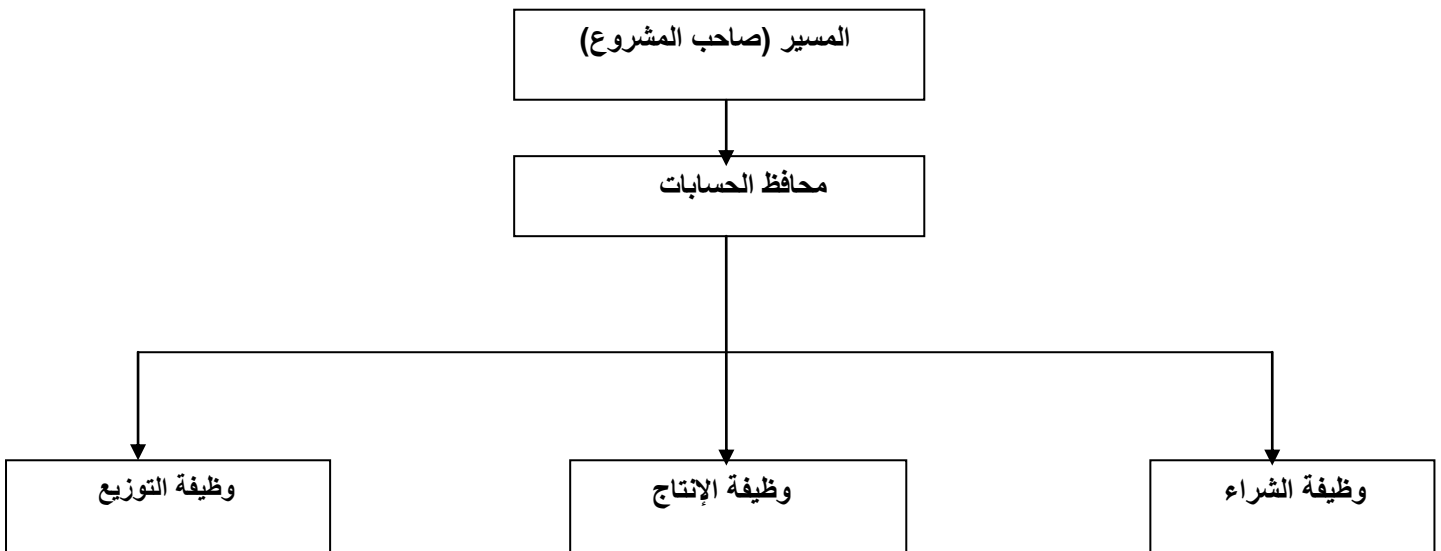 المسير (صاحب المشروع)
محافظ الحسابات
وظيفة الشراء
وظيفة الإنتاج
وظيفة التوزيع